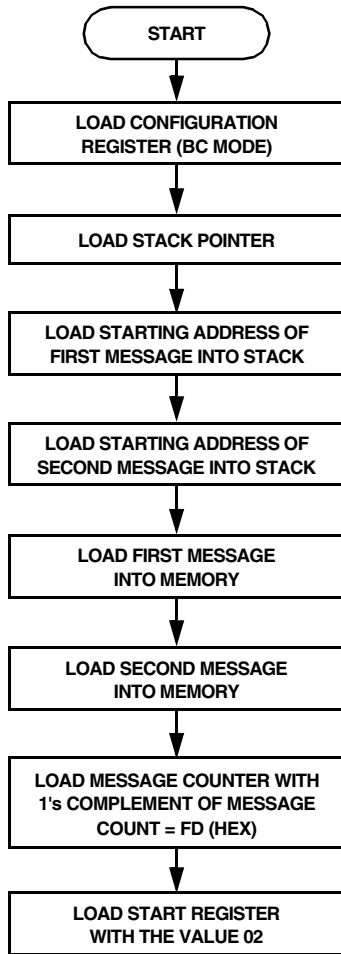 START
LOAD CONFIGURATION
REGISTER (BC MODE)
LOAD STACK POINTER
LOAD STARTING ADDRESS OF
FIRST MESSAGE INTO STACK
LOAD STARTING ADDRESS OF
SECOND MESSAGE INTO STACK
LOAD FIRST MESSAGE
INTO MEMORY
LOAD SECOND MESSAGE
INTO MEMORY
LOAD MESSAGE COUNTER WITH
1's COMPLEMENT OF MESSAGE
COUNT = FD (HEX)
LOAD START REGISTER
WITH THE VALUE 02